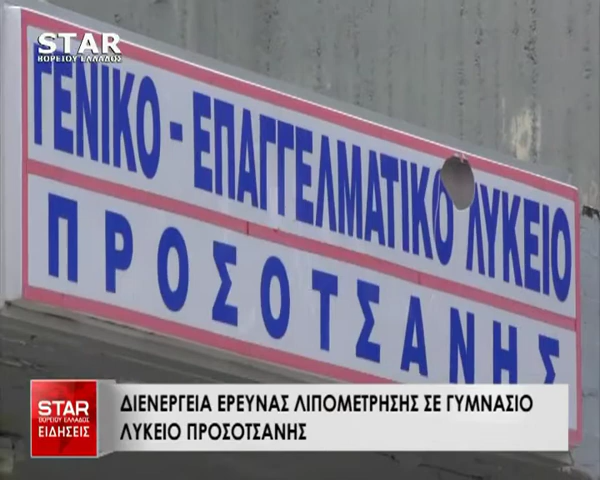 STAR
ΒΟΡΕΙΟΥ ΕΛΛΑΔΟΣ
ΓΕΝΙΚΟ - ΕΠΑΓΓΕΛΜΑΤΙΚΟ ΛΥΚΕΙΟ
ΠΡΟΣΟΤΣΑΝΗΣ
STAR
ΒΟΡΕΙΟΥ ΕΛΛΑΔΟΣ
ΕΙΔΗΣΕΙΣ
ΔΙΕΝΕΡΓΕΙΑ ΕΡΕΥΝΑΣ ΛΙΠΟΜΕΤΡΗΣΗΣ ΣΕ ΓΥΜΝΑΣΙΟ
ΛΥΚΕΙΟ ΠΡΟΣΟΤΣΑΝΗΣ